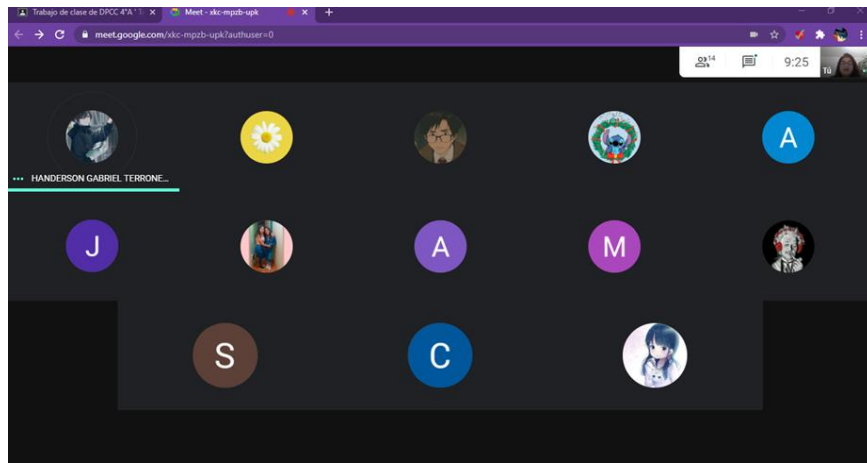 Trabajo de clase de DPCC 4°A "T
Meet - xkc-mpzb-upk
meet.google.com/xkc-mpzb-upk?authuser=0
14
9:25
Tú
A
HANDERSON GABRIEL TERRONE...
J
A
M
S
C